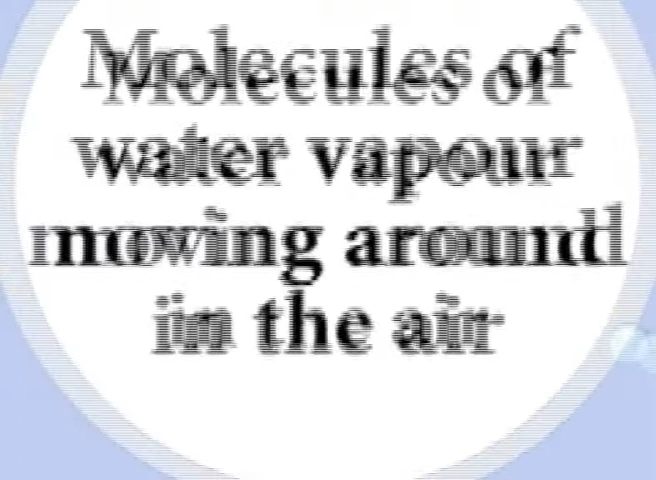 Molecules of
water vapour
moving around
in the air